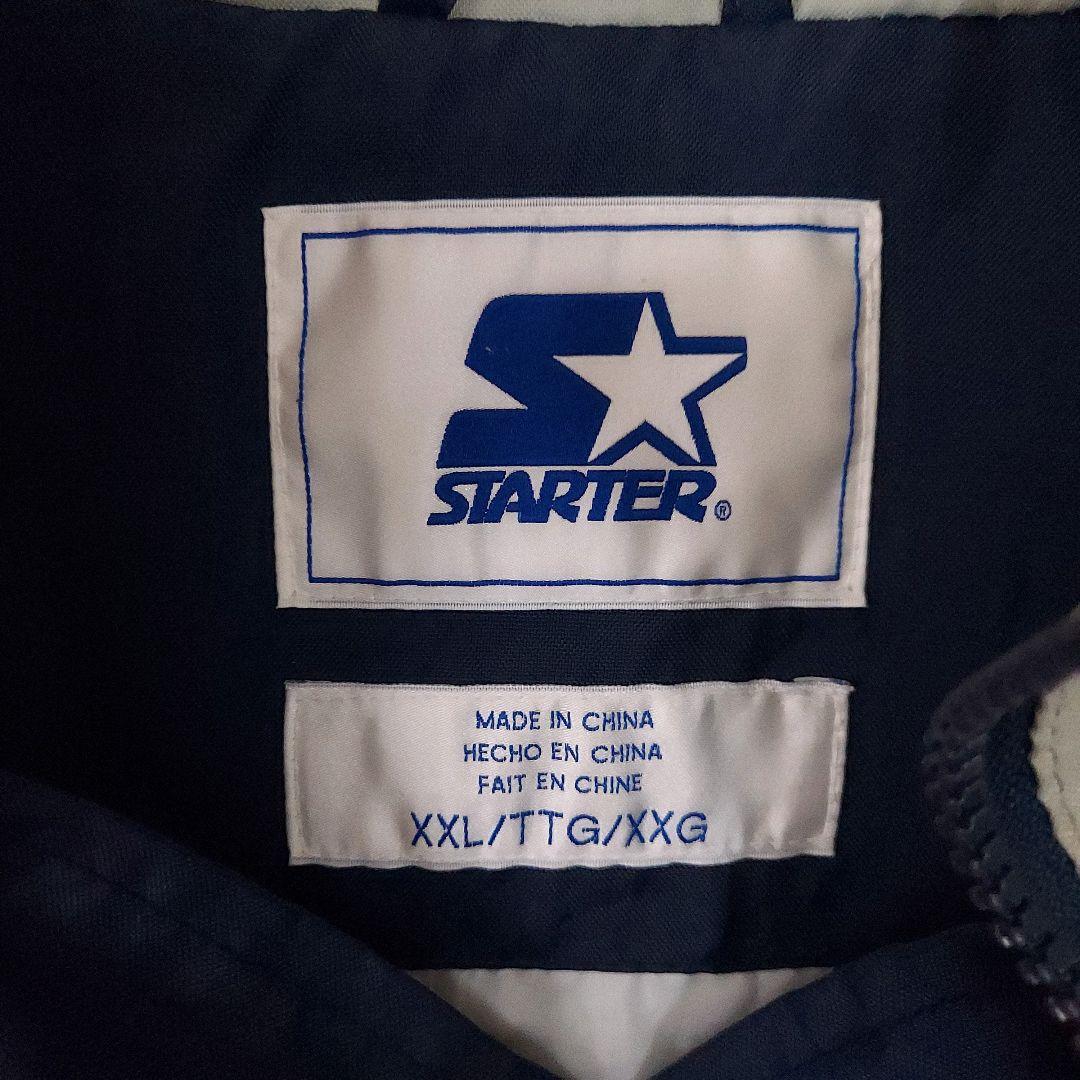 STARTER®
MADE IN CHINA
HECHO EN CHINA
FAIT EN CHINE
XXL/TTG/XXG